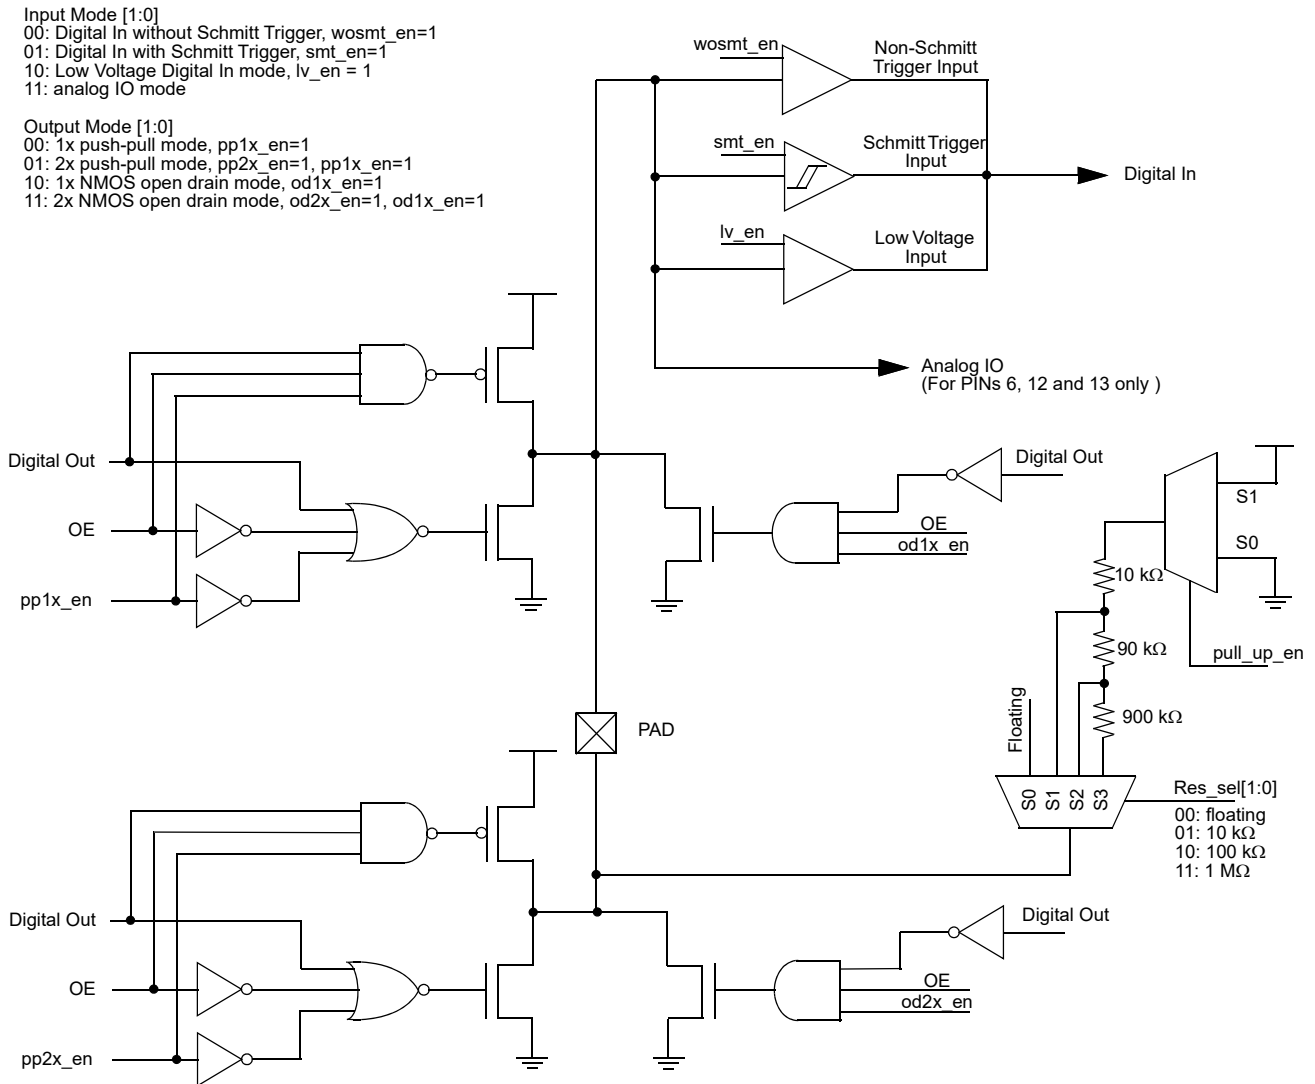 Input Mode [1:0]
00: Digital In without Schmitt Trigger, wosmt_en=1
01: Digital In with Schmitt Trigger, smt_en=1
10: Low Voltage Digital In mode, lv_en = 1
11: analog IO mode
Output Mode [1:0]
00: 1x push-pull mode, pp1x_en=1
01: 2x push-pull mode, pp2x_en=1, pp1x_en=1
10: 1x NMOS open drain mode, od1x_en=1
11: 2x NMOS open drain mode, od2x_en=1, od1x_en=1
wosmt_en
Non-Schmitt
Trigger Input
smt_en
Schmitt Trigger
Input
Digital In
lv_en
Low Voltage
Input
Analog IO
(For PINs 6, 12 and 13 only )
Digital Out
OE
pp1x_en
Digital Out
OE
od1x_en
S1
S0
10 kΩ
90 kΩ
pull_up_en
900 kΩ
Floating
PAD
S0
S1
S2
S3
Res_sel[1:0]
00: floating
01: 10 kΩ
10: 100 kΩ
11: 1 MΩ
Digital Out
OE
pp2x_en
Digital Out
OE
od2x_en